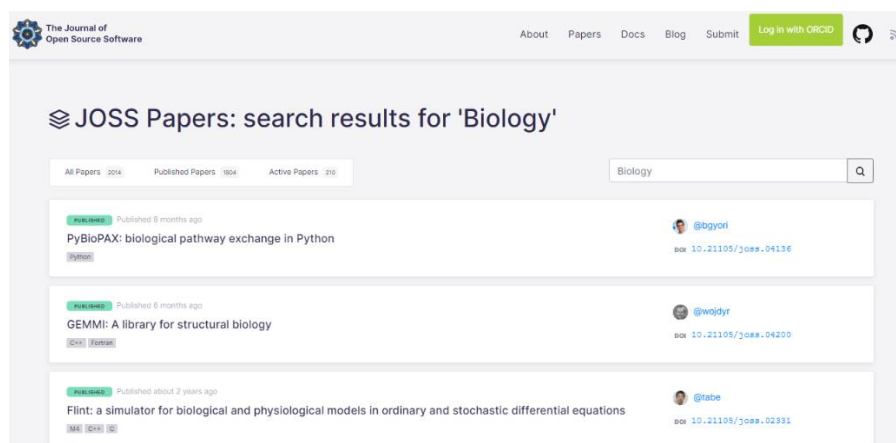 The Journal of
Open Source Software
About Papers Docs Blog Submit Log in with ORCID
JOSS Papers: search results for 'Biology'
All Papers 2014 Published Papers 1804 Active Papers 210
Biology
PUBLISHED Published 8 months ago
@bgyori
PyBioPAX: biological pathway exchange in Python
DOI 10.21105/joss.04136
Python
PUBLISHED Published 6 months ago
@wojdyr
GEMMI: A library for structural biology
DOI 10.21105/joss.04200
C++ Fortran
PUBLISHED Published about 2 years ago
@tabe
Flint: a simulator for biological and physiological models in ordinary and stochastic differential equations
DOI 10.21105/joss.02331
M4 C++ C